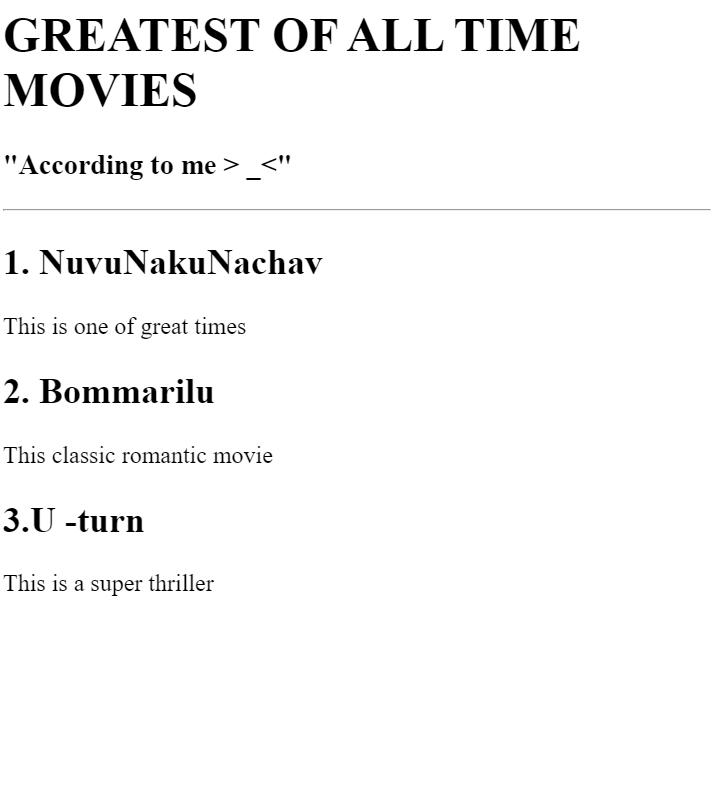 GREATEST OF ALL TIME
MOVIES
"According to me > _<"
1. NuvuNakuNachav
This is one of great times
2. Bommarilu
This classic romantic movie
3.U -turn
This is a super thriller